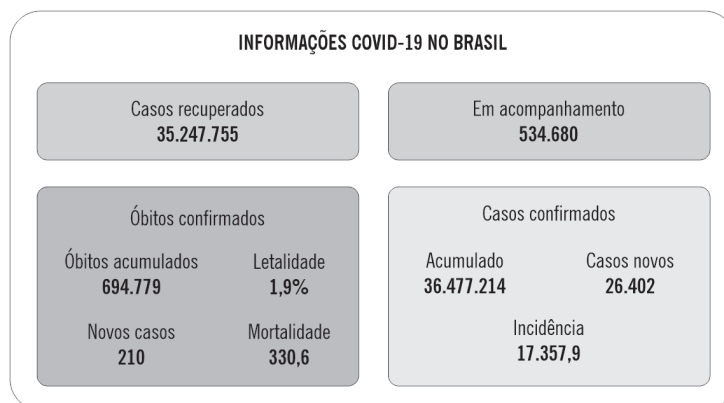 INFORMAÇÕES COVID-19 NO BRASIL
Casos recuperados
35.247.755
Em acompanhamento
534.680
Óbitos confirmados
Óbitos acumulados
694.779
Letalidade
1,9%
Novos casos
210
Mortalidade
330,6
Casos confirmados
Acumulado
36.477.214
Casos novos
26.402
Incidência
17.357,9